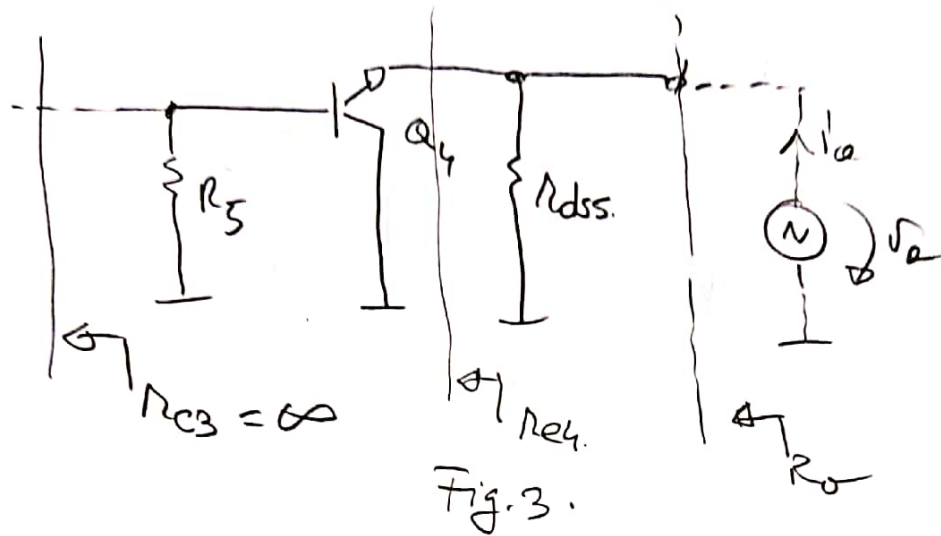 Q4
R5
Rdss.
ia
N
va
Rc3 = ∞
Re4.
Ro
Fig. 3.